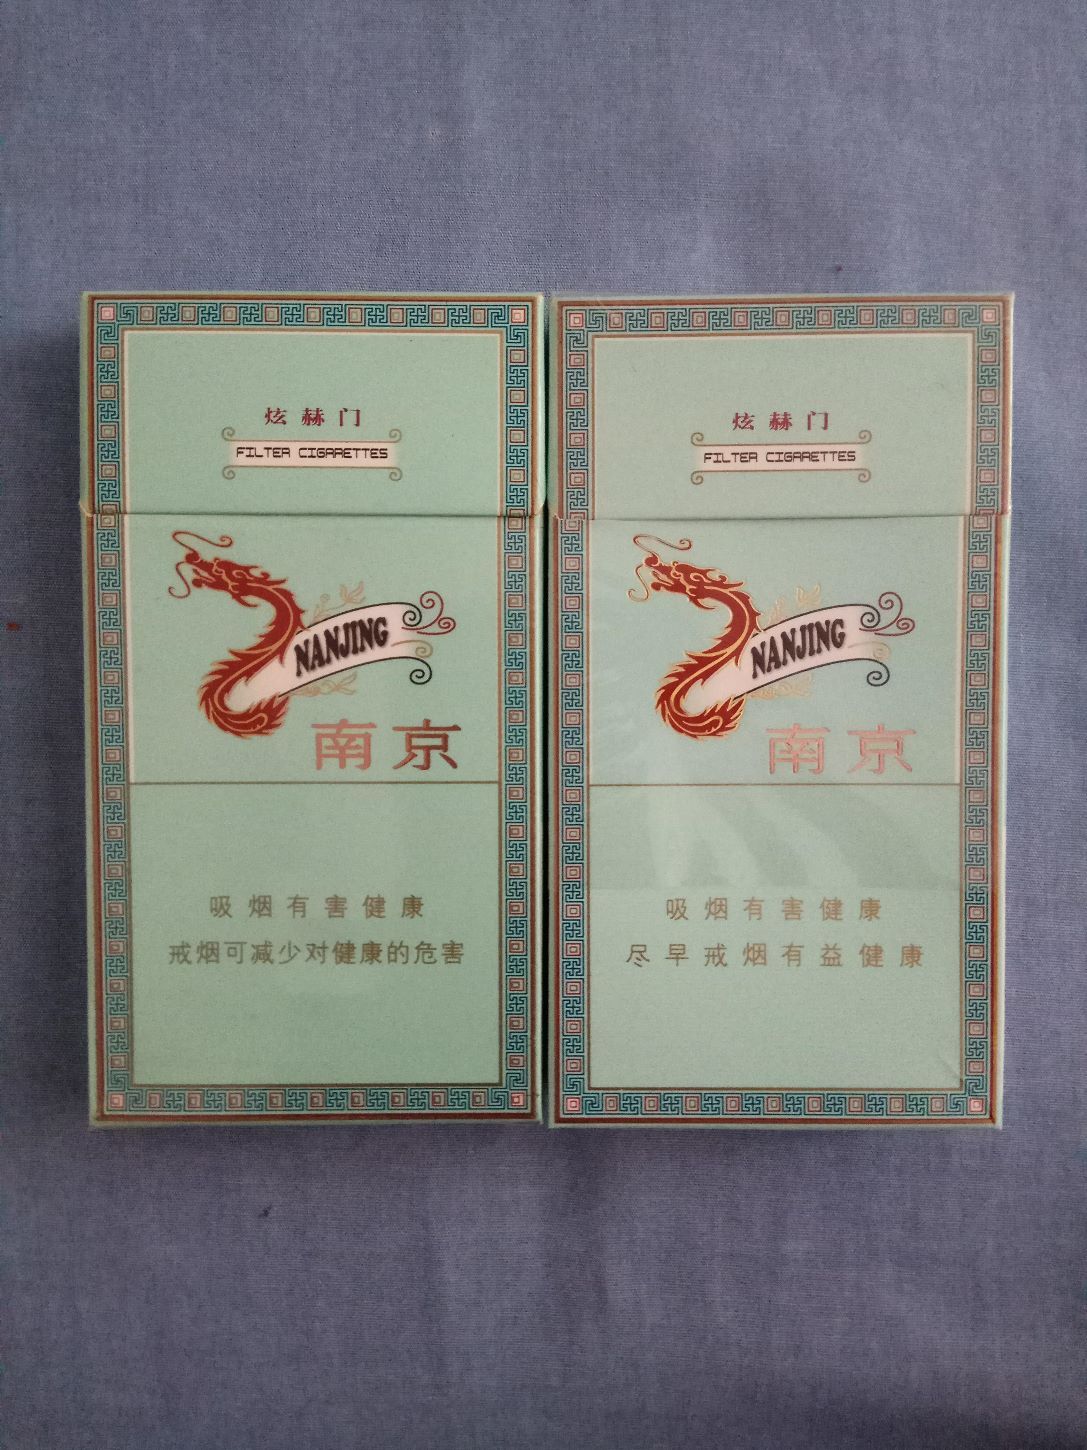 炫赫门
FILTER CIGARETTES
NANJING
南京
吸烟有害健康
戒烟可减少对健康的危害
炫赫门
FILTER CIGARETTES
NANJING
南京
吸烟有害健康
尽早戒烟有益健康